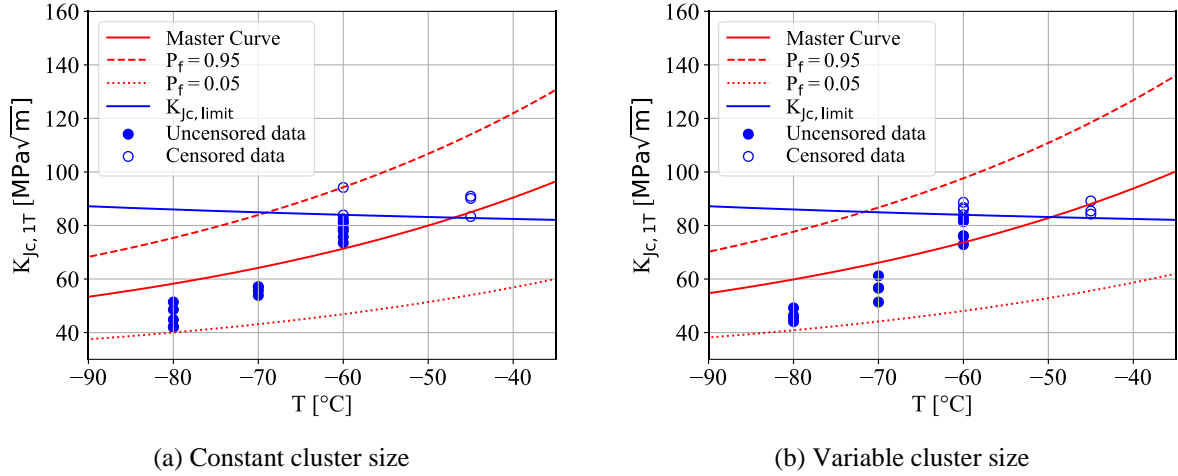 160
140
120
100
80
60
40
K_Jc, 1T [MPa√m]
Master Curve
P_f = 0.95
P_f = 0.05
K_Jc, limit
Uncensored data
Censored data
−90 −80 −70 −60 −50 −40
T [°C]
(a) Constant cluster size
160
140
120
100
80
60
40
K_Jc, 1T [MPa√m]
Master Curve
P_f = 0.95
P_f = 0.05
K_Jc, limit
Uncensored data
Censored data
−90 −80 −70 −60 −50 −40
T [°C]
(b) Variable cluster size